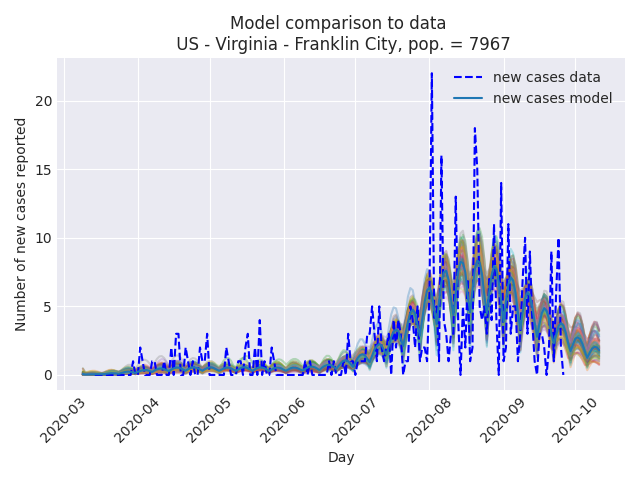 Model comparison to data
US - Virginia - Franklin City, pop. = 7967
new cases data
new cases model
Number of new cases reported
20
15
10
5
0
2020-03
2020-04
2020-05
2020-06
2020-07
2020-08
2020-09
2020-10
Day